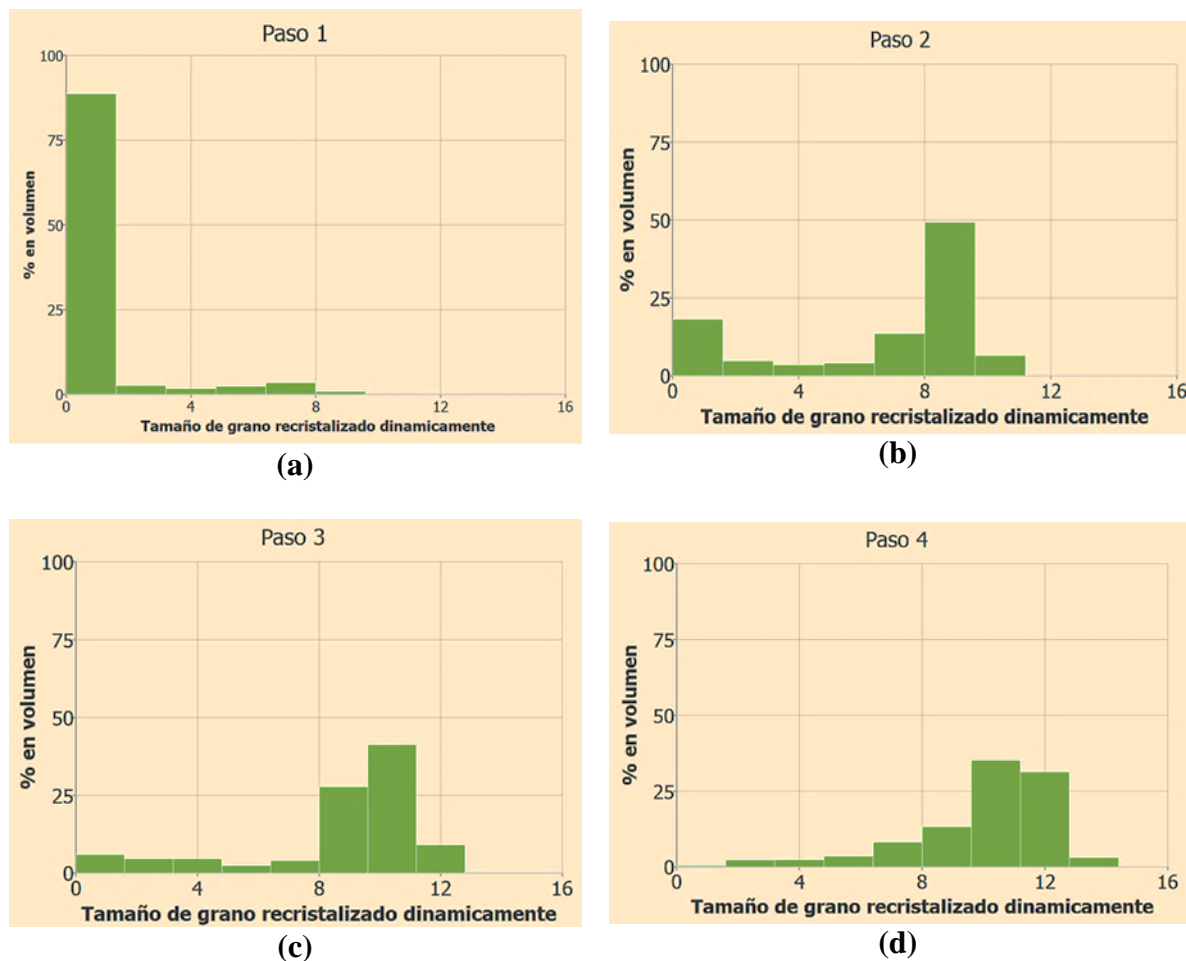 Paso 1
100
75
50
25
0
% en volumen
0 4 8 12 16
Tamaño de grano recristalizado dinamicamente
(a)
Paso 2
100
75
50
25
0
% en volumen
0 4 8 12 16
Tamaño de grano recristalizado dinamicamente
(b)
Paso 3
100
75
50
25
0
% en volumen
0 4 8 12 16
Tamaño de grano recristalizado dinamicamente
(c)
Paso 4
100
75
50
25
0
% en volumen
0 4 8 12 16
Tamaño de grano recristalizado dinamicamente
(d)